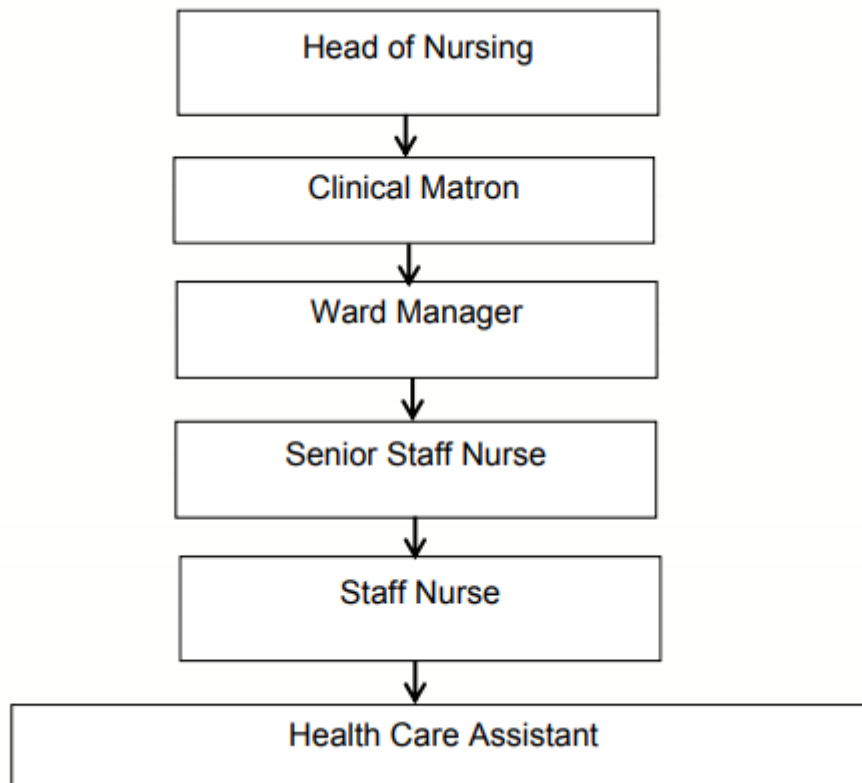 Head of Nursing
Clinical Matron
Ward Manager
Senior Staff Nurse
Staff Nurse
Health Care Assistant